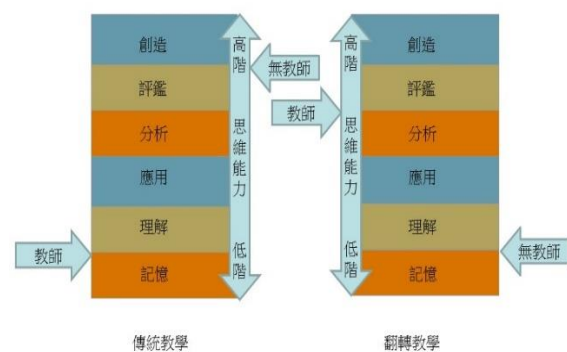 創造
評鑑
分析
應用
理解
記憶
高階 思維能力 低階
無教師
教師
傳統教學
高階 思維能力 低階
創造
評鑑
分析
應用
理解
記憶
教師
無教師
翻轉教學